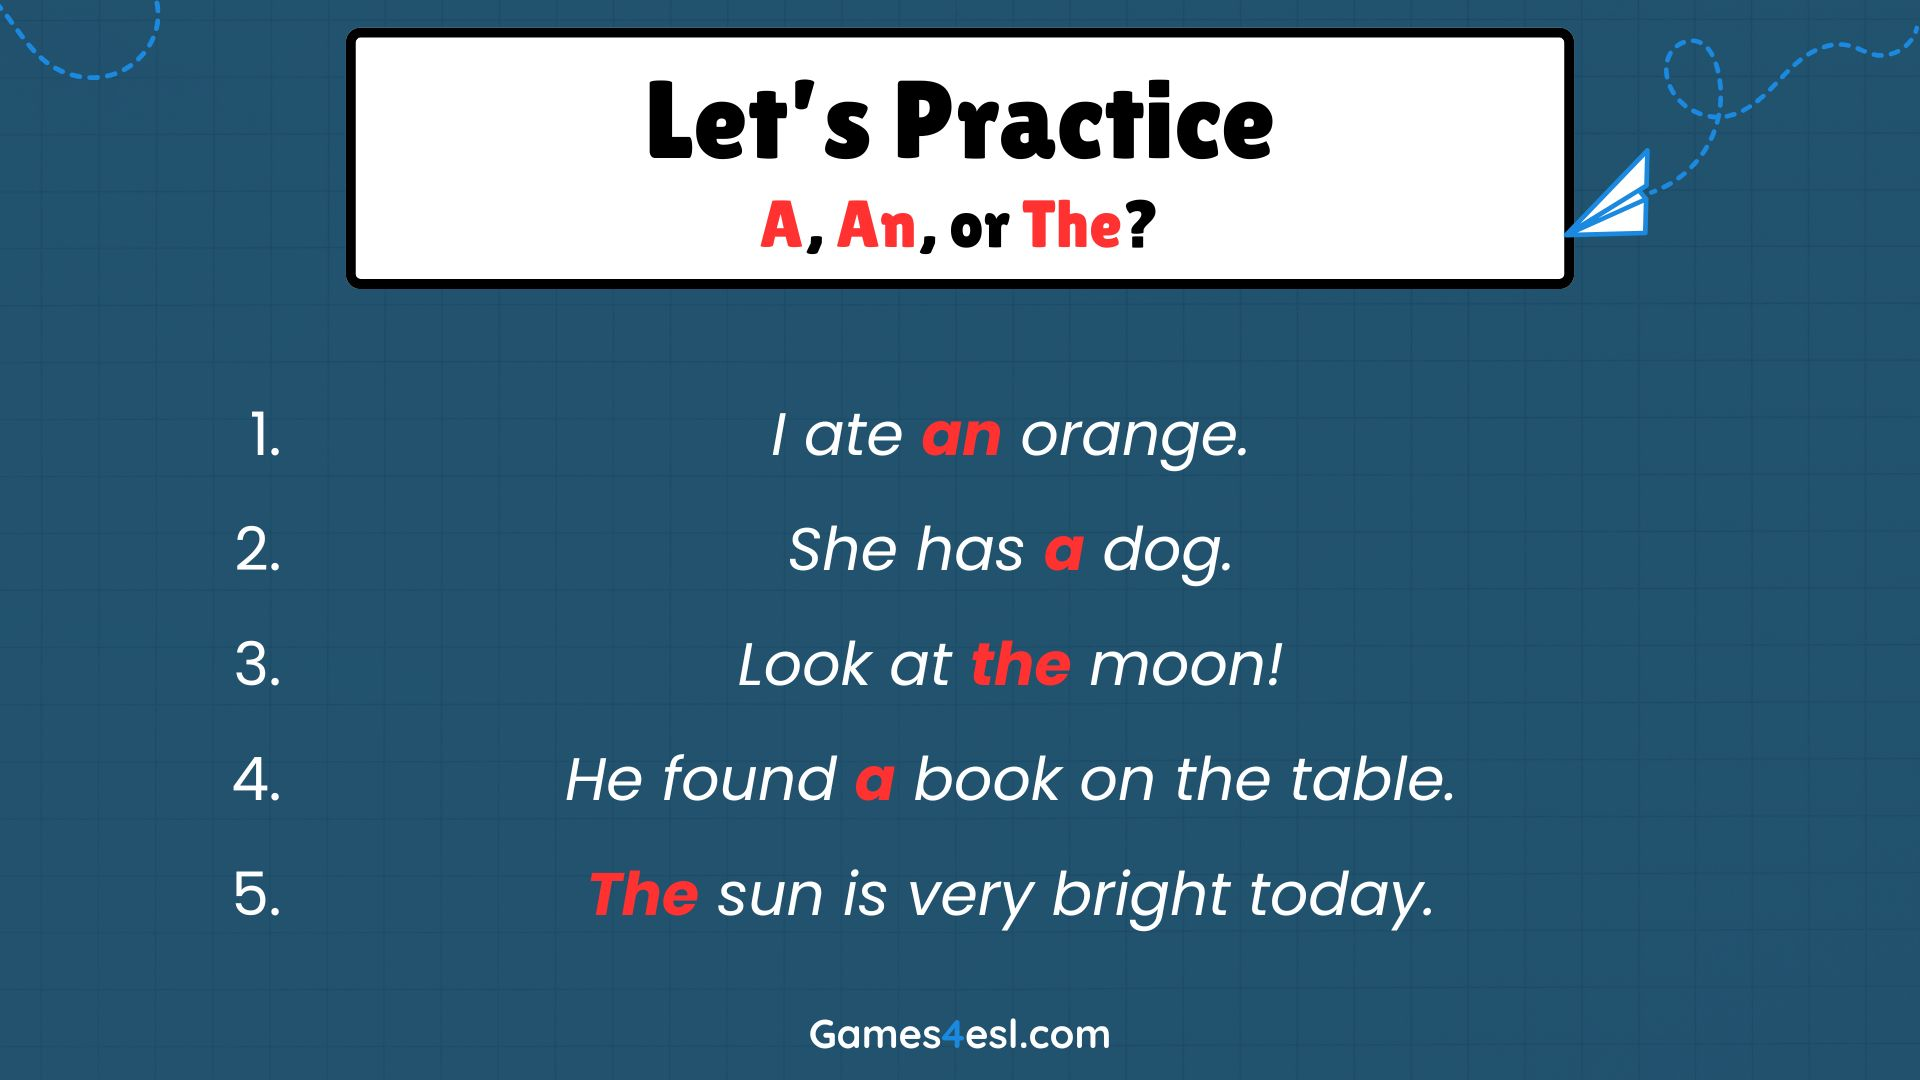 Let's Practice
A, An, or The?
1. I ate an orange.
2. She has a dog.
3. Look at the moon!
4. He found a book on the table.
5. The sun is very bright today.
Games4esl.com